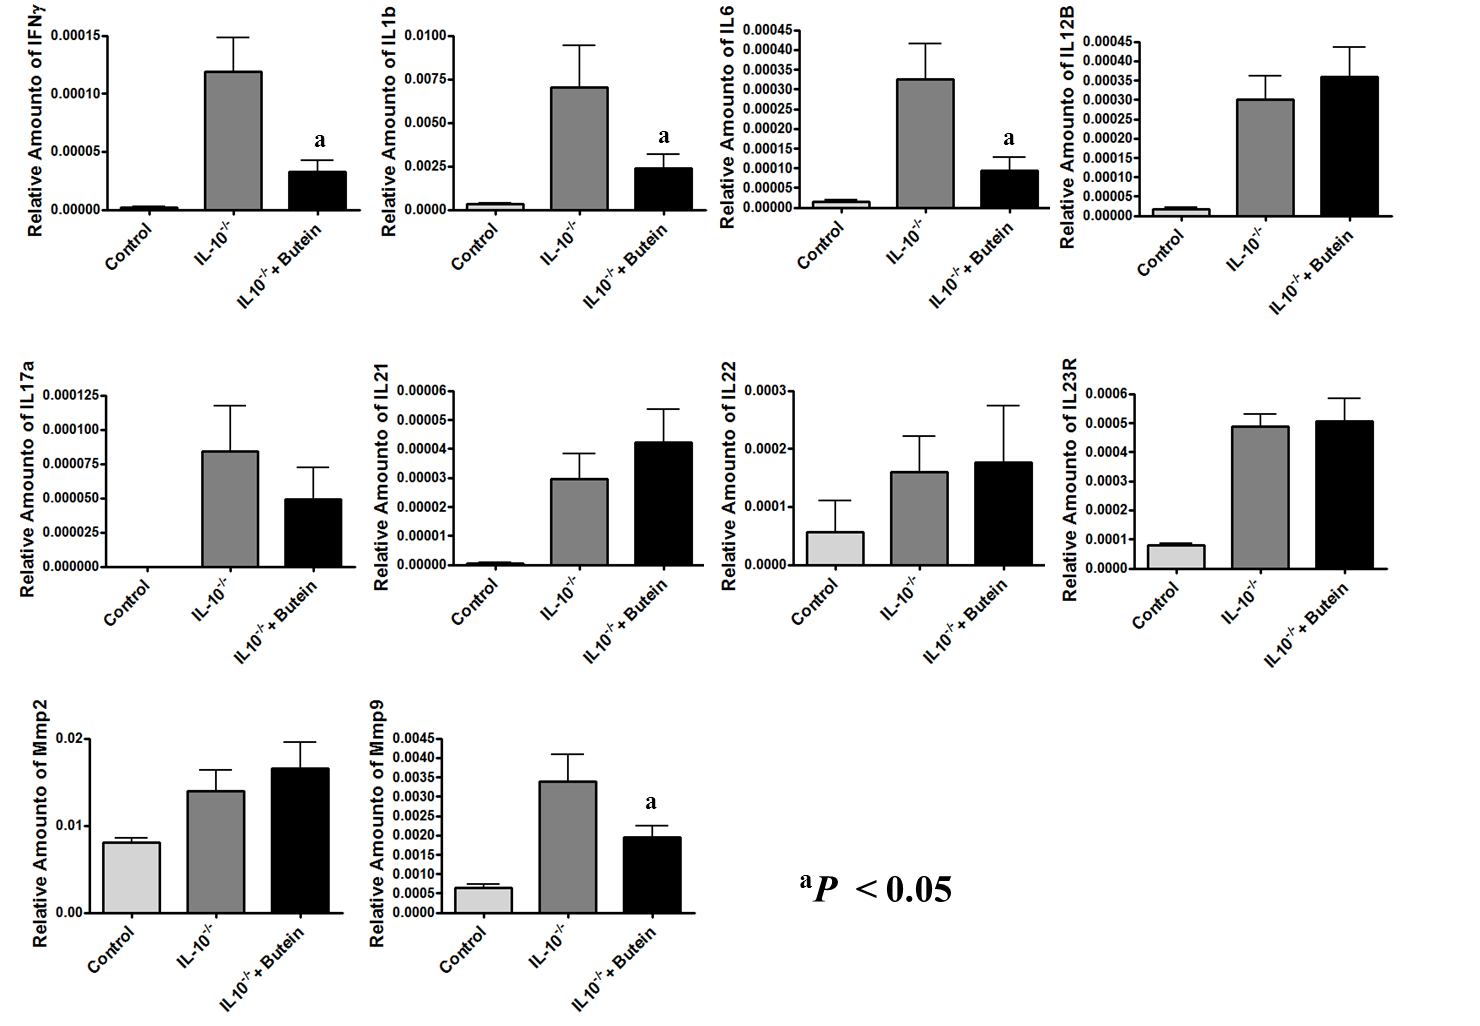 Relative Amounto of IFNγ
0.00015
0.00010
0.00005
0.00000
a
Control
IL-10-/-
IL10-/-+ Butein
Relative Amounto of IL1b
0.0100
0.0075
0.0050
0.0025
0.0000
a
Control
IL-10-/-
IL10-/-+ Butein
Relative Amounto of IL6
0.00045
0.00040
0.00035
0.00030
0.00025
0.00020
0.00015
0.00010
0.00005
0.00000
a
Control
IL-10-/-
IL10-/-+ Butein
Relative Amounto of IL12B
0.00045
0.00040
0.00035
0.00030
0.00025
0.00020
0.00015
0.00010
0.00005
0.00000
Control
IL-10-/-
IL10-/-+ Butein
Relative Amounto of IL17a
0.000125
0.000100
0.000075
0.000050
0.000025
0.000000
Control
IL-10-/-
IL10-/-+ Butein
Relative Amounto of IL21
0.00006
0.00005
0.00004
0.00003
0.00002
0.00001
0.00000
Control
IL-10-/-
IL10-/-+ Butein
Relative Amounto of IL22
0.0003
0.0002
0.0001
0.0000
Control
IL-10-/-
IL10-/-+ Butein
Relative Amounto of IL23R
0.0006
0.0005
0.0004
0.0003
0.0002
0.0001
0.0000
Control
IL-10-/-
IL10-/-+ Butein
Relative Amounto of Mmp2
0.02
0.01
0.00
Control
IL-10-/-
IL10-/-+ Butein
Relative Amounto of Mmp9
0.0045
0.0040
0.0035
0.0030
0.0025
0.0020
0.0015
0.0010
0.0005
0.0000
a
Control
IL-10-/-
IL10-/-+ Butein
aP < 0.05